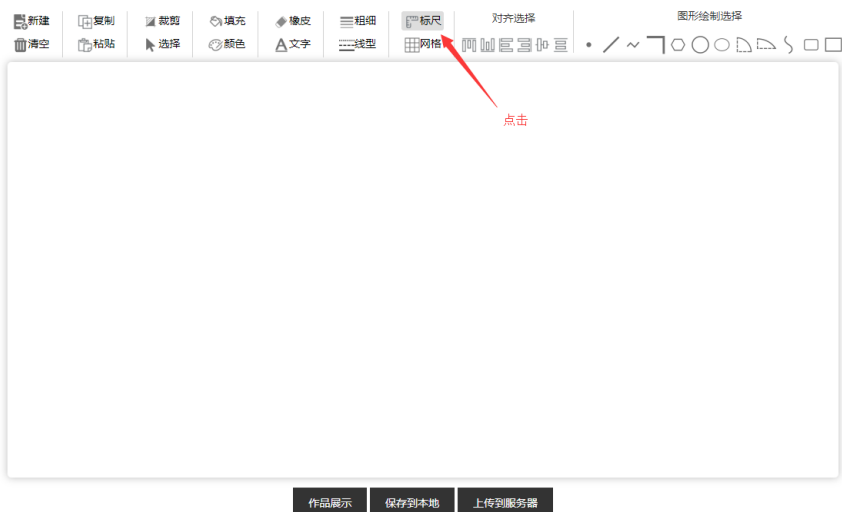 新建 复制 裁剪 填充 橡皮 粗细 标尺 对齐选择 图形绘制选择
清空 粘贴 选择 颜色 文字 线型 网格
点击
作品展示 保存到本地 上传到服务器